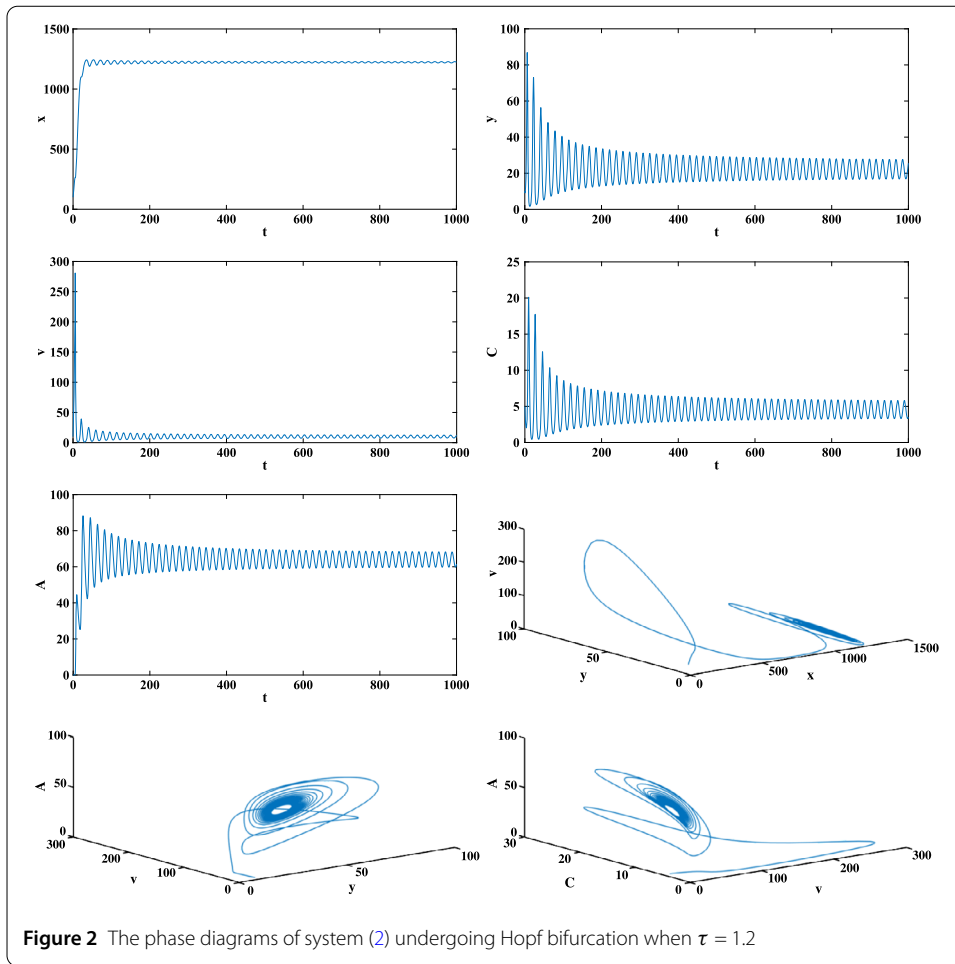 1500
1000
500
0
x
0 200 400 600 800 1000
t
100
80
60
40
20
0
y
0 200 400 600 800 1000
t
300
250
200
150
100
50
0
v
0 200 400 600 800 1000
t
25
20
15
10
5
0
C
0 200 400 600 800 1000
t
100
80
60
40
20
0
A
0 200 400 600 800 1000
t
300
200
100
0
v
100
50
0
y
0
500
1000
1500
x
100
50
0
A
300
200
100
0
v
0
50
100
y
100
50
0
A
30
20
10
0
C
0
100
200
300
v
Figure 2 The phase diagrams of system (2) undergoing Hopf bifurcation when τ = 1.2